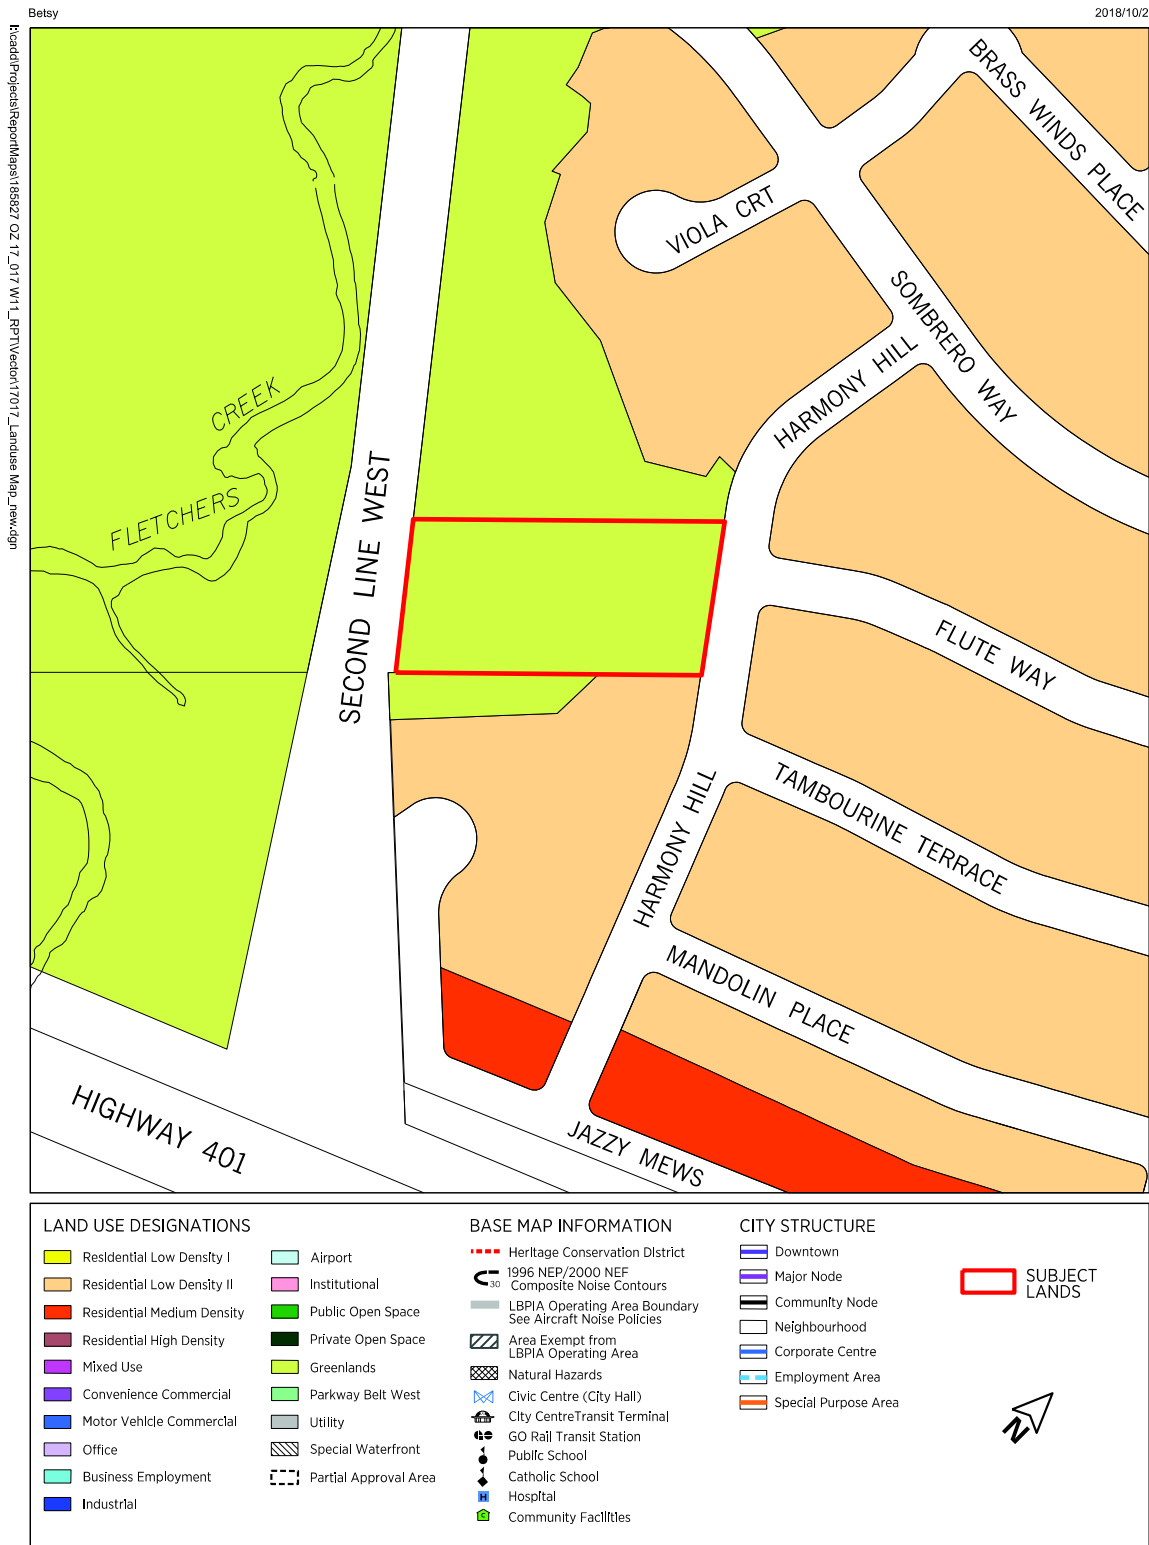 Betsy
2018/10/2
I:\cadd\Projects\ReportMaps\185827 OZ 17_017 W11_RPT\Vector\17017_Landuse Map_new.dgn
BRASS WINDS PLACE
VIOLA CRT
SOMBRERO WAY
HARMONY HILL
CREEK
FLETCHERS
SECOND LINE WEST
FLUTE WAY
TAMBOURINE TERRACE
HARMONY HILL
MANDOLIN PLACE
HIGHWAY 401
JAZZY MEWS
LAND USE DESIGNATIONS
Residential Low Density I
Residential Low Density II
Residential Medium Density
Residential High Density
Mixed Use
Convenience Commercial
Motor Vehicle Commercial
Office
Business Employment
Industrial
Airport
Institutional
Public Open Space
Private Open Space
Greenlands
Parkway Belt West
Utility
Special Waterfront
Partial Approval Area
BASE MAP INFORMATION
Heritage Conservation District
1996 NEP/2000 NEF
Composite Noise Contours
30
LBPIA Operating Area Boundary
See Aircraft Noise Policies
Area Exempt from
LBPIA Operating Area
Natural Hazards
Civic Centre (City Hall)
City CentreTransit Terminal
GO Rail Transit Station
Public School
Catholic School
H
Hospital
C
Community Facilities
CITY STRUCTURE
Downtown
Major Node
Community Node
Neighbourhood
Corporate Centre
Employment Area
Special Purpose Area
SUBJECT
LANDS
N